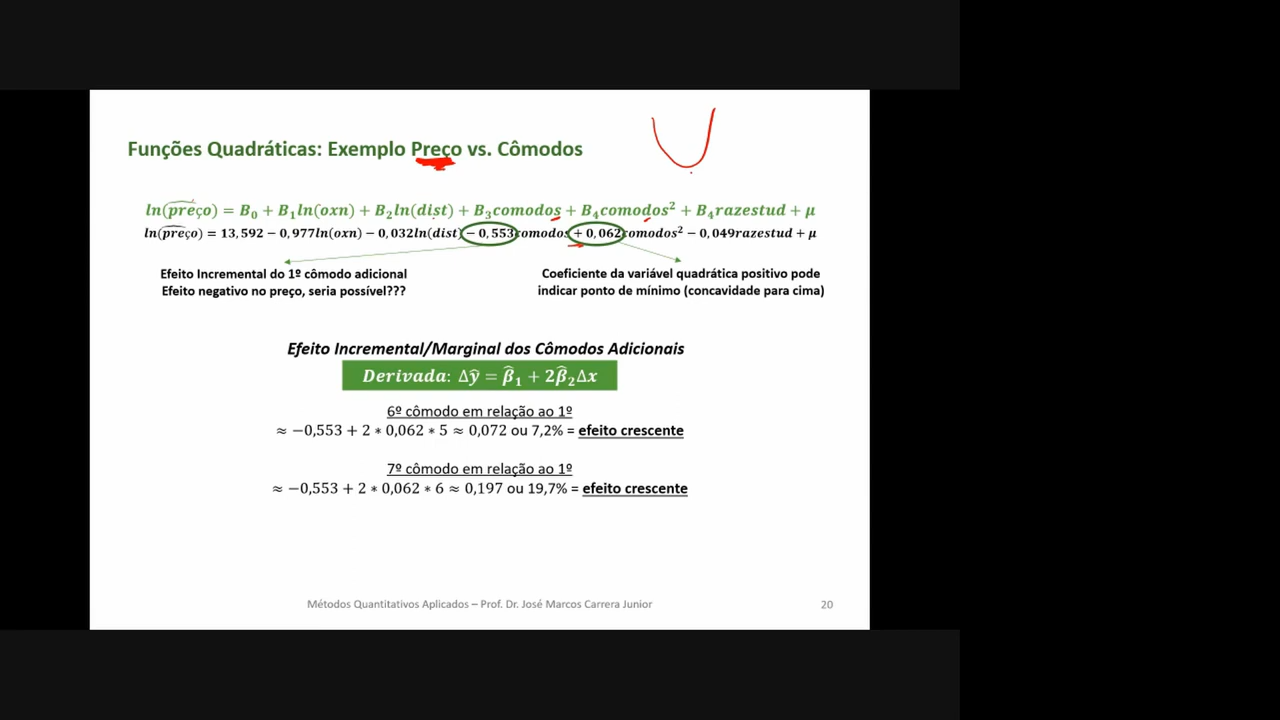 Funções Quadráticas: Exemplo Preço vs. Cômodos
ln(preço) = B₀ + B₁ln(oxn) + B₂ln(dist) + B₃comodos + B₄comodos² + B₄razestud + μ
ln(preço) = 13,592 − 0,977ln(oxn) − 0,032ln(dist) − 0,553comodos + 0,062comodos² − 0,049razestud + μ
Efeito Incremental do 1º cômodo adicional
Efeito negativo no preço, seria possível???
Coeficiente da variável quadrática positivo pode
indicar ponto de mínimo (concavidade para cima)
Efeito Incremental/Marginal dos Cômodos Adicionais
Derivada: Δŷ = β̂₁ + 2β̂₂Δx
6º cômodo em relação ao 1º
≈ −0,553 + 2 ∗ 0,062 ∗ 5 ≈ 0,072 ou 7,2% = efeito crescente
7º cômodo em relação ao 1º
≈ −0,553 + 2 ∗ 0,062 ∗ 6 ≈ 0,197 ou 19,7% = efeito crescente
Métodos Quantitativos Aplicados – Prof. Dr. José Marcos Carrera Junior
20